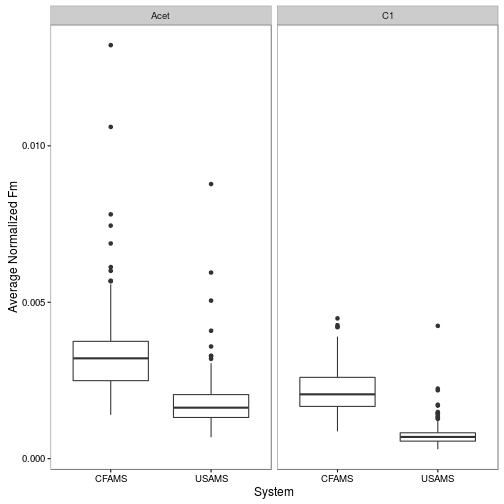 Acet
C1
Average Normalized Fm
0.010
0.005
0.000
CFAMS
USAMS
CFAMS
USAMS
System